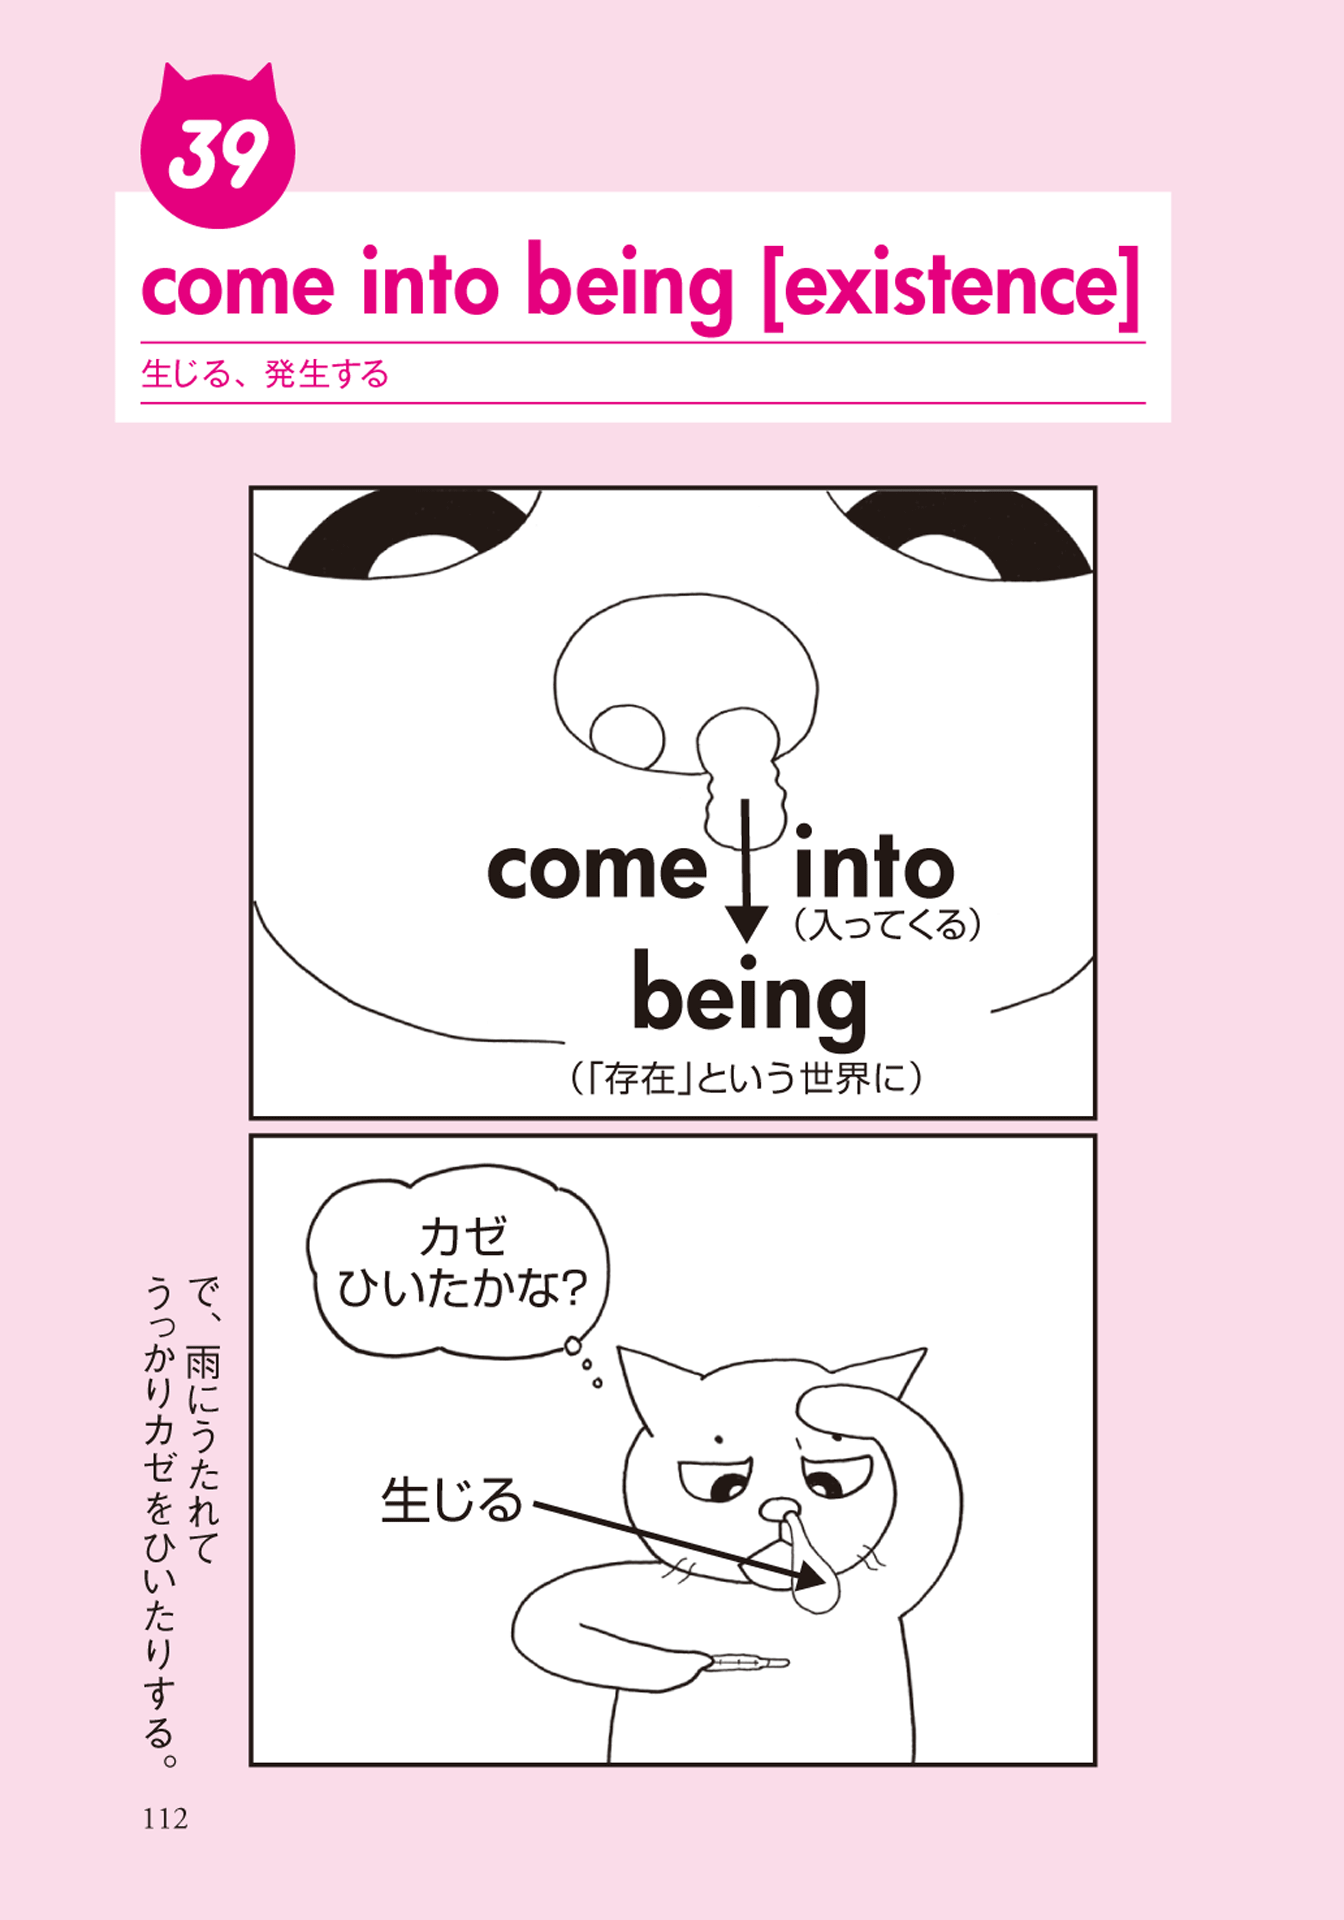 39
come into being [existence]
生じる、発生する
come into
（入ってくる）
being
（「存在」という世界に）
カゼ
ひいたかな?
生じる
で、雨にうたれて
うっかりカゼをひいたりする。
112